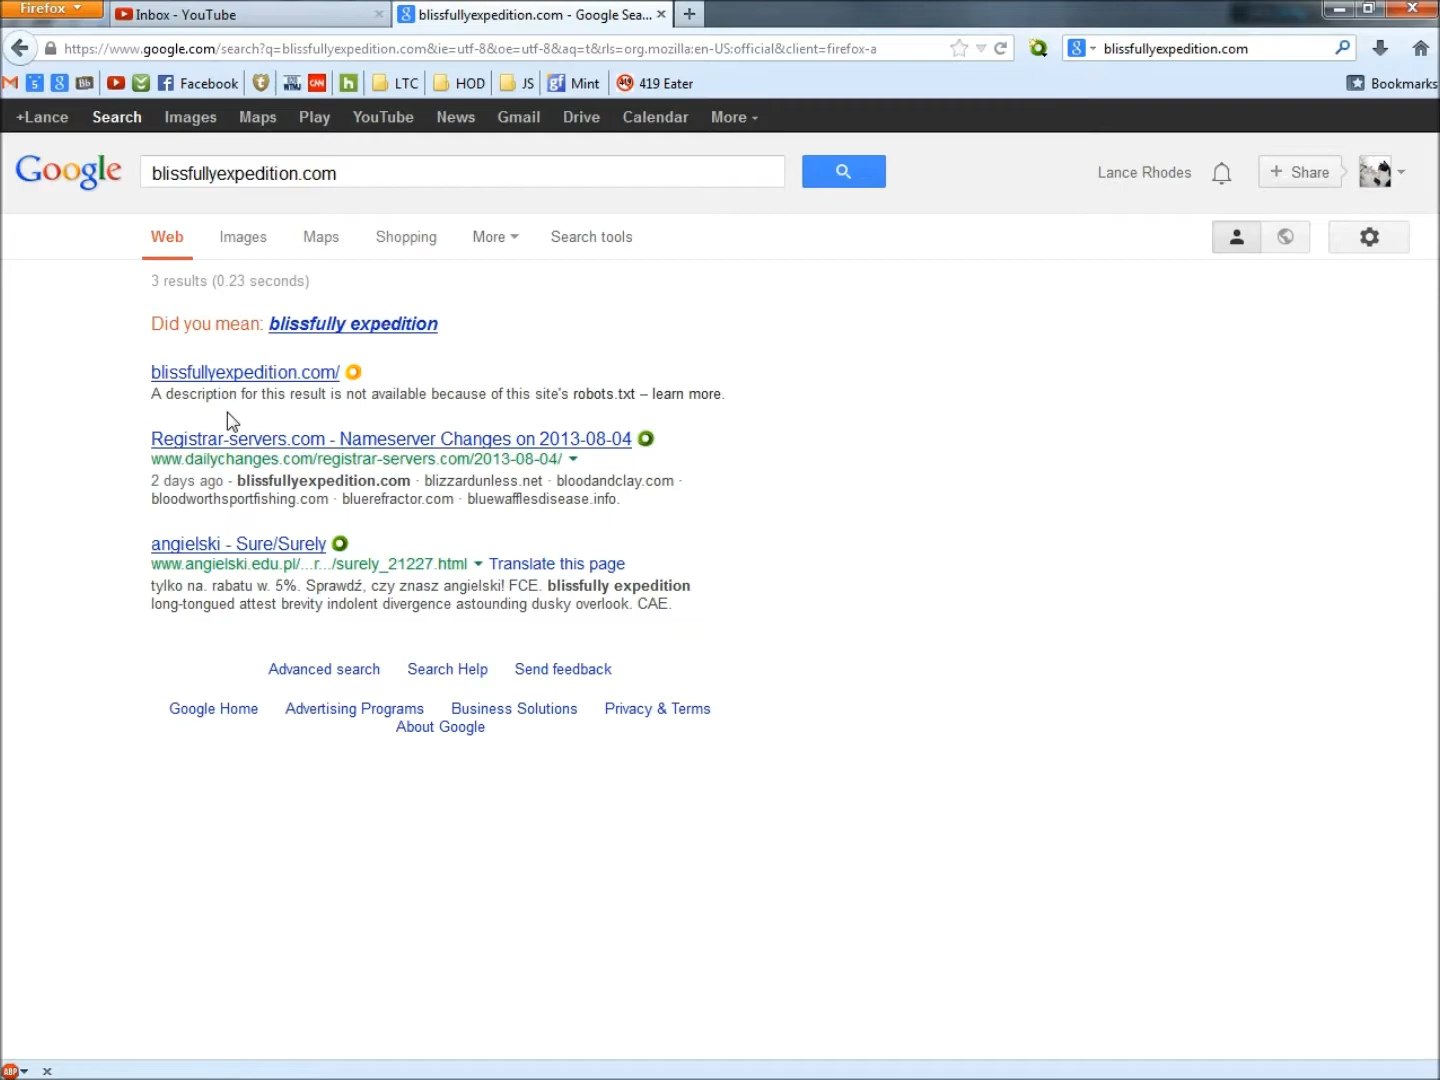 Firefox
Inbox - YouTube
blissfullyexpedition.com - Google Sea...
https://www.google.com/search?q=blissfullyexpedition.com&ie=utf-8&oe=utf-8&aq=t&rls=org.mozilla:en-US:official&client=firefox-a
blissfullyexpedition.com
Facebook
CNN
LTC
HOD
JS
Mint
419 Eater
Bookmarks
+Lance Search Images Maps Play YouTube News Gmail Drive Calendar More
Google
blissfullyexpedition.com
Lance Rhodes
+ Share
Web Images Maps Shopping More Search tools
3 results (0.23 seconds)
Did you mean: blissfully expedition
blissfullyexpedition.com/
A description for this result is not available because of this site's robots.txt – learn more.
Registrar-servers.com - Nameserver Changes on 2013-08-04
www.dailychanges.com/registrar-servers.com/2013-08-04/
2 days ago - blissfullyexpedition.com · blizzardunless.net · bloodandclay.com ·
bloodworthsportfishing.com · bluerefractor.com · bluewafflesdisease.info.
angielski - Sure/Surely
www.angielski.edu.pl/...r.../surely_21227.html Translate this page
tylko na. rabatu w. 5%. Sprawdź, czy znasz angielski! FCE. blissfully expedition
long-tongued attest brevity indolent divergence astounding dusky overlook. CAE.
Advanced search Search Help Send feedback
Google Home Advertising Programs Business Solutions Privacy & Terms
About Google
ABP